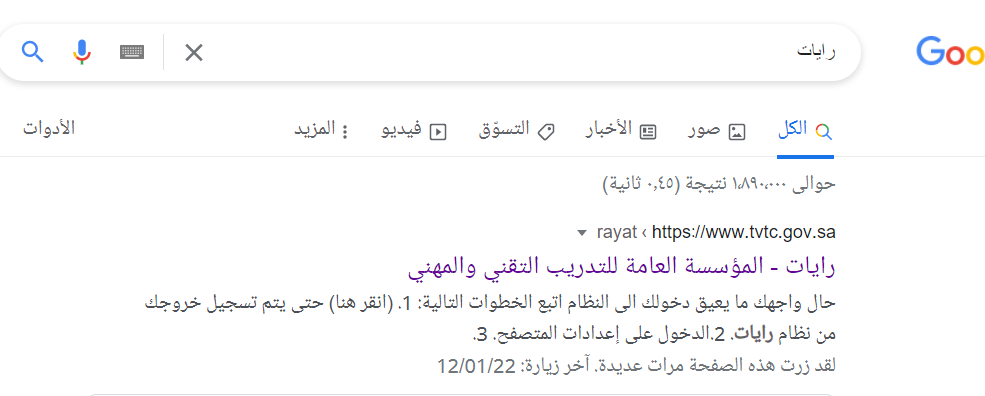 Goo
رايات
الكل
صور
الأخبار
التسوّق
فيديو
المزيد
الأدوات
حوالى ١٬٨٩٠٬٠٠٠ نتيجة (٠٫٤٥ ثانية)
https://www.tvtc.gov.sa › rayat
رايات - المؤسسة العامة للتدريب التقني والمهني
حال واجهك ما يعيق دخولك الى النظام اتبع الخطوات التالية: 1. (انقر هنا) حتى يتم تسجيل خروجك
من نظام رايات. 2.الدخول على إعدادات المتصفح. 3.
لقد زرت هذه الصفحة مرات عديدة. آخر زيارة: 12/01/22